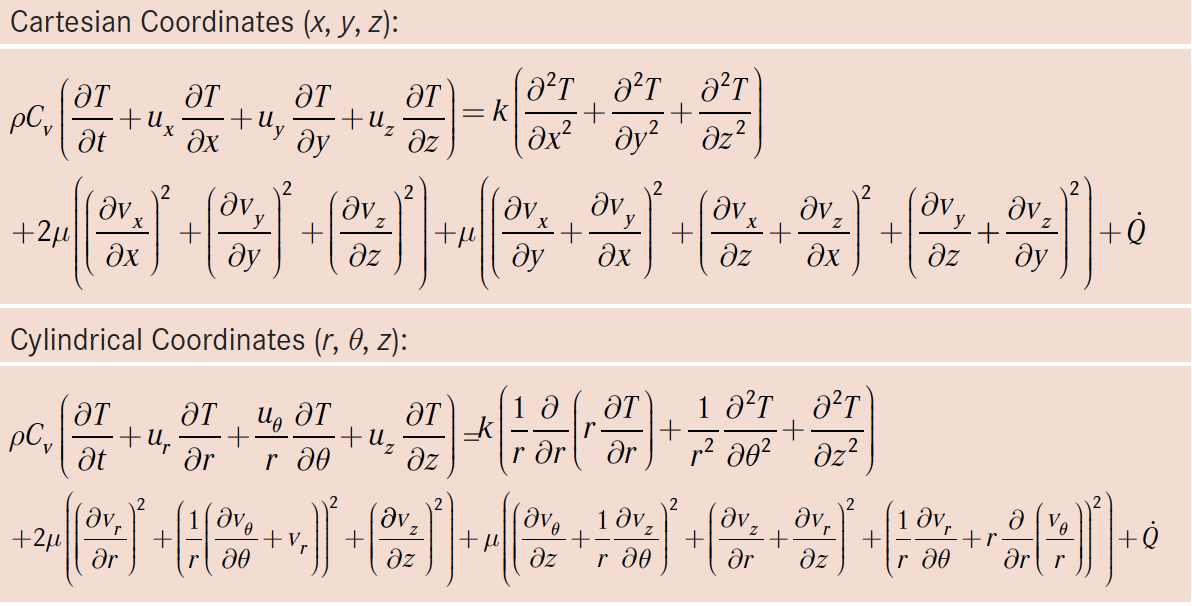 Cartesian Coordinates (x, y, z):
ρC_v(∂T/∂t + u_x ∂T/∂x + u_y ∂T/∂y + u_z ∂T/∂z) = k(∂²T/∂x² + ∂²T/∂y² + ∂²T/∂z²)
+2μ((∂v_x/∂x)² + (∂v_y/∂y)² + (∂v_z/∂z)²) + μ((∂v_x/∂y + ∂v_y/∂x)² + (∂v_x/∂z + ∂v_z/∂x)² + (∂v_y/∂z + ∂v_z/∂y)²) + Q̇
Cylindrical Coordinates (r, θ, z):
ρC_v(∂T/∂t + u_r ∂T/∂r + u_θ/r ∂T/∂θ + u_z ∂T/∂z) = k(1/r ∂/∂r(r ∂T/∂r) + 1/r² ∂²T/∂θ² + ∂²T/∂z²)
+2μ((∂v_r/∂r)² + (1/r(∂v_θ/∂θ + v_r))² + (∂v_z/∂z)²) + μ((∂v_θ/∂z + 1/r ∂v_z/∂θ)² + (∂v_z/∂r + ∂v_r/∂z)² + (1/r ∂v_r/∂θ + r ∂/∂r(v_θ/r))²) + Q̇